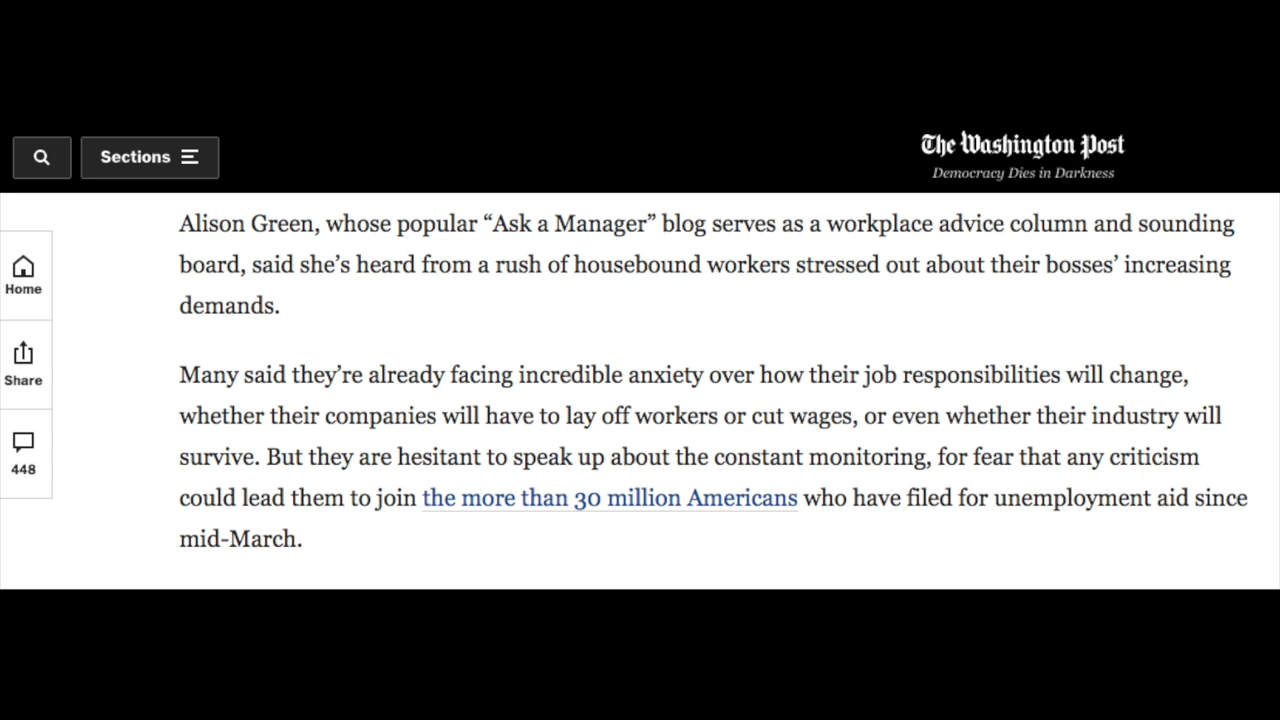 Sections
The Washington Post
Democracy Dies in Darkness
Home
Share
448
Alison Green, whose popular “Ask a Manager” blog serves as a workplace advice column and sounding
board, said she’s heard from a rush of housebound workers stressed out about their bosses’ increasing
demands.
Many said they’re already facing incredible anxiety over how their job responsibilities will change,
whether their companies will have to lay off workers or cut wages, or even whether their industry will
survive. But they are hesitant to speak up about the constant monitoring, for fear that any criticism
could lead them to join the more than 30 million Americans who have filed for unemployment aid since
mid-March.